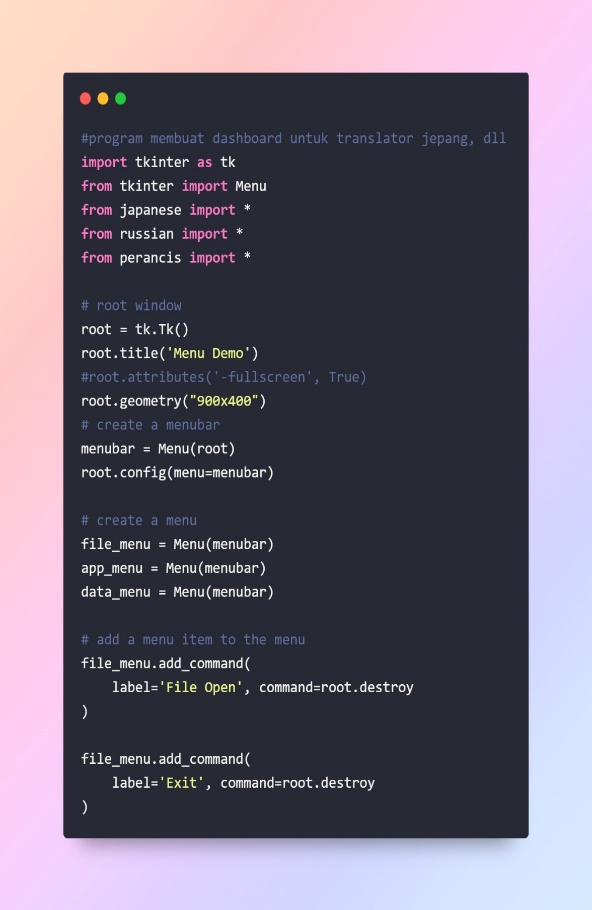 #program membuat dashboard untuk translator jepang, dll
import tkinter as tk
from tkinter import Menu
from japanese import *
from russian import *
from perancis import *

# root window
root = tk.Tk()
root.title('Menu Demo')
#root.attributes('-fullscreen', True)
root.geometry("900x400")
# create a menubar
menubar = Menu(root)
root.config(menu=menubar)

# create a menu
file_menu = Menu(menubar)
app_menu = Menu(menubar)
data_menu = Menu(menubar)

# add a menu item to the menu
file_menu.add_command(
    label='File Open', command=root.destroy
)

file_menu.add_command(
    label='Exit', command=root.destroy
)